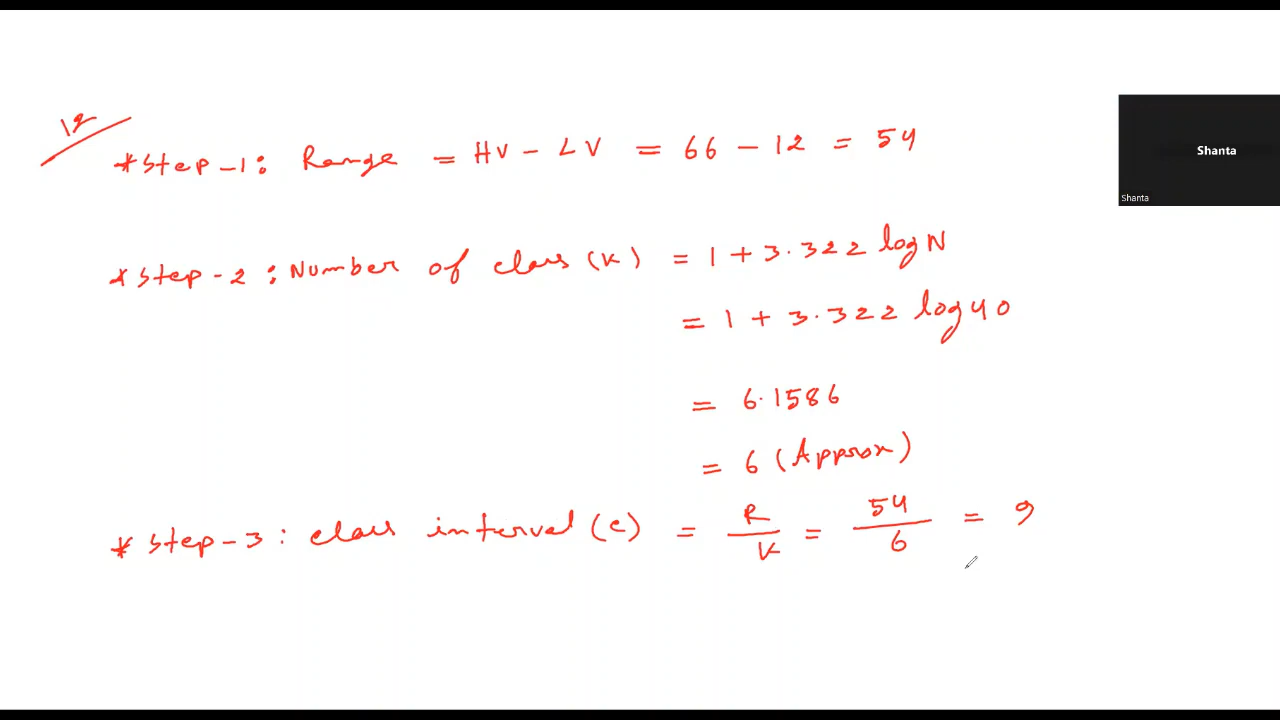 12
*Step-1: Range = HV - LV = 66 - 12 = 54
Shanta
Shanta
*Step-2: Number of class (K) = 1 + 3.322 log N
= 1 + 3.322 log 40
= 6.1586
= 6 (Approx)
*Step-3: class interval (c) = R/K = 54/6 = 9